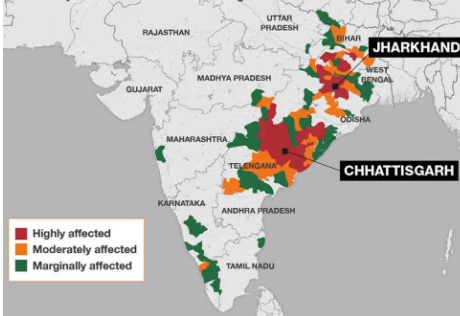 UTTAR
PRADESH
RAJASTHAN
BIHAR
JHARKHAND
MADHYA PRADESH
WEST
BENGAL
GUJARAT
ODISHA
MAHARASHTRA
TELENGANA
CHHATTISGARH
KARNATAKA
ANDHRA PRADESH
Highly affected
Moderately affected
Marginally affected
TAMIL NADU